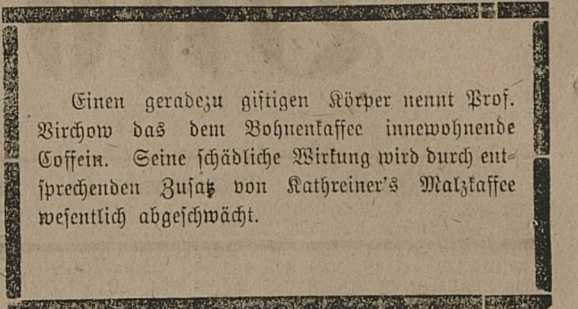 Einen geradezu giftigen Körper nennt Prof.
Virchow das dem Bohnenkaffee innewohnende
Coffein. Seine schädliche Wirkung wird durch ent-
sprechenden Zusatz von Kathreiner's Malzkaffee
wesentlich abgeschwächt.